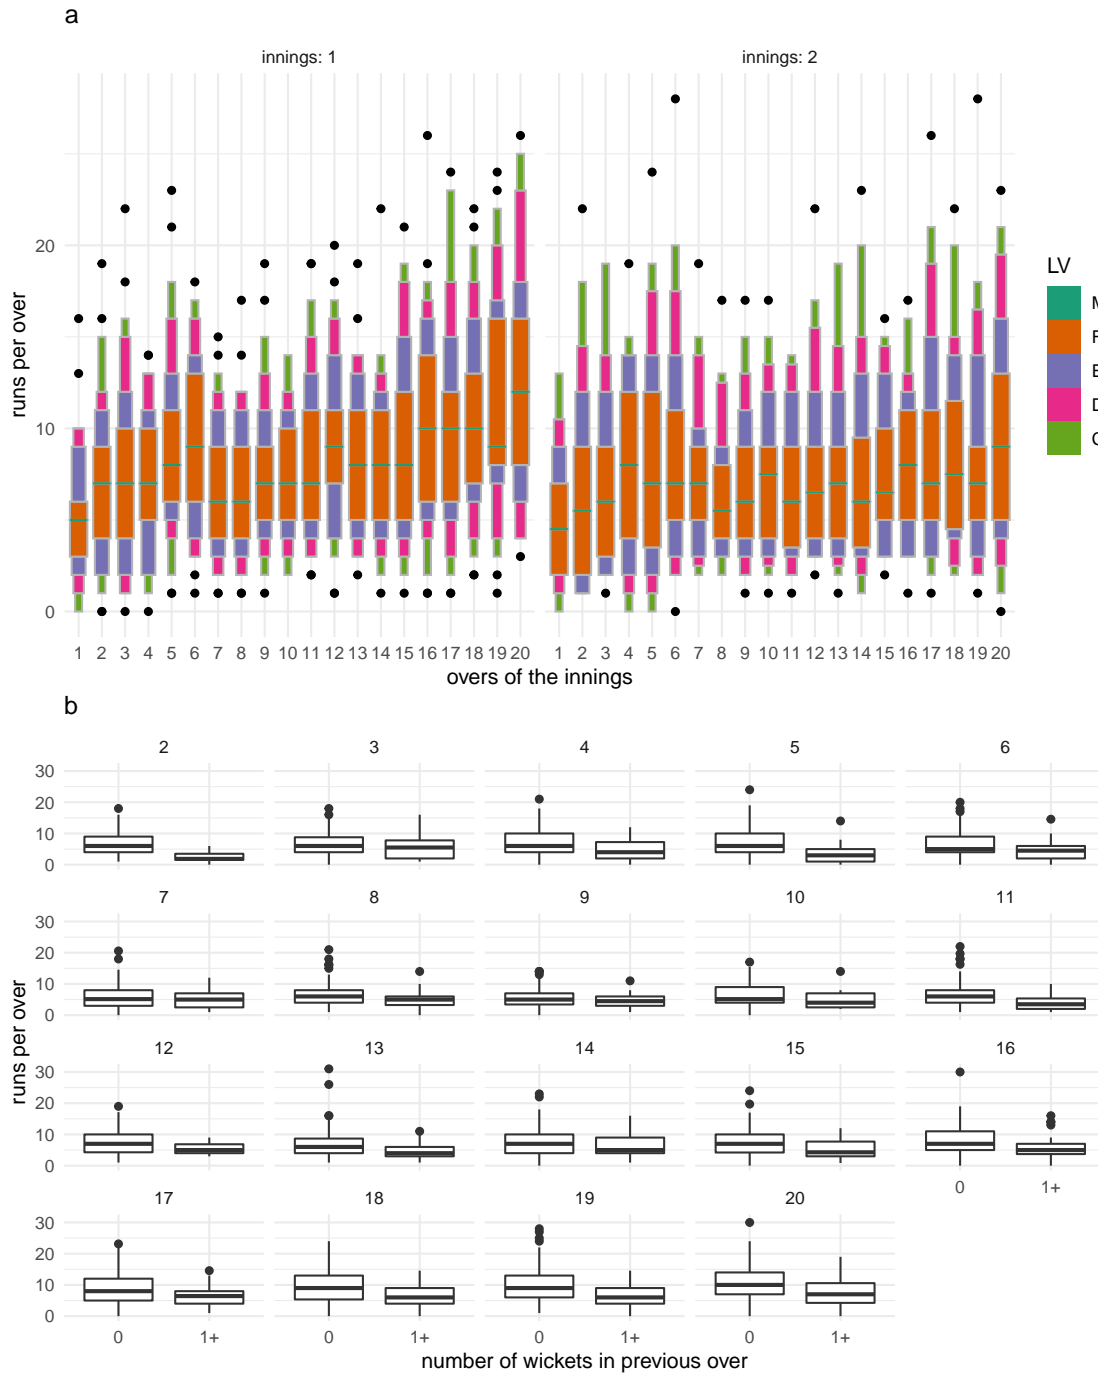 a
innings: 1
innings: 2
runs per over
20
10
0
1 2 3 4 5 6 7 8 9 10 11 12 13 14 15 16 17 18 19 20
1 2 3 4 5 6 7 8 9 10 11 12 13 14 15 16 17 18 19 20
overs of the innings
LV
M
F
E
D
b
2 3 4 5 6
30
20
10
0
7 8 9 10 11
30
20
10
0
runs per over
12 13 14 15 16
30
20
10
0
0 1+
17 18 19 20
30
20
10
0
0 1+ 0 1+ 0 1+ 0 1+
number of wickets in previous over